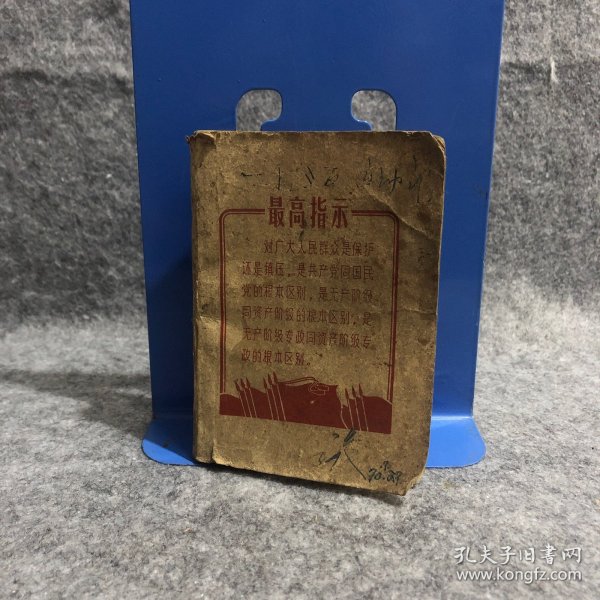 最高指示
对广大人民群众是保护
还是镇压，是共产党同国民
党的根本区别，是无产阶级
同资产阶级的根本区别，是
无产阶级专政同资产阶级专
政的根本区别。
孔夫子旧书网
www.kongfz.com